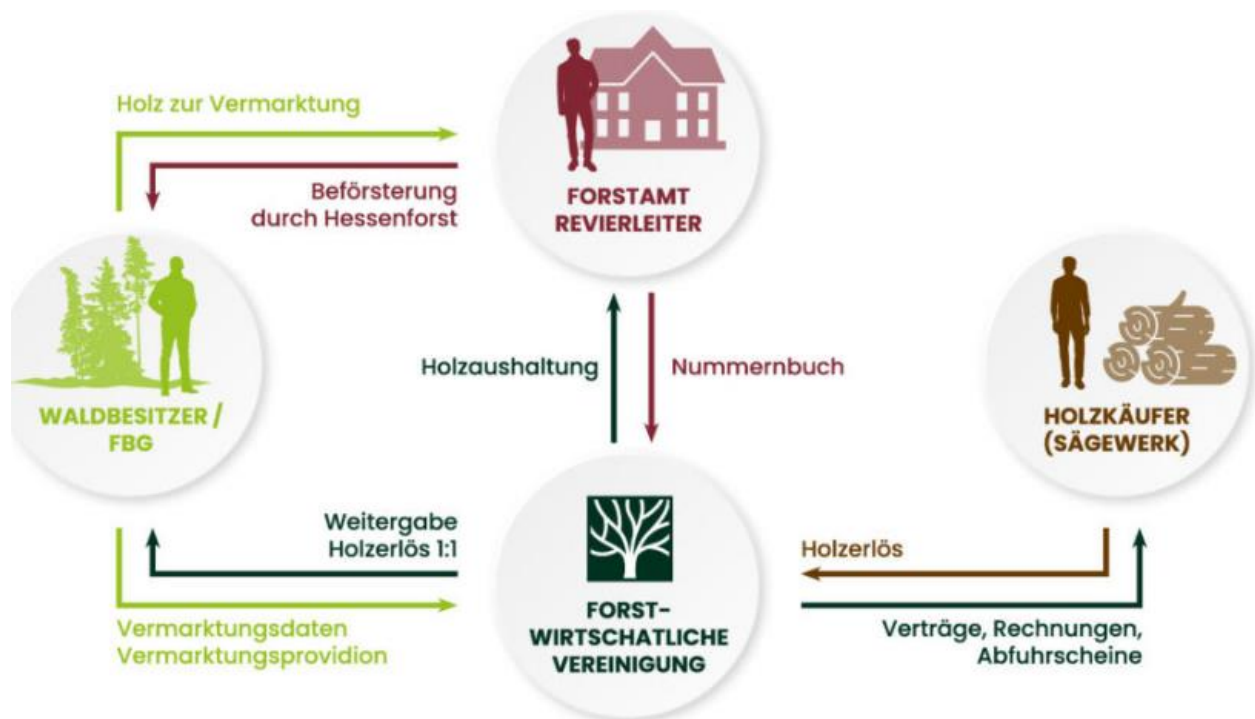 Holz zur Vermarktung
Beförsterung
durch Hessenforst
FORSTAMT
REVIERLEITER
WALDBESITZER /
FBG
Holzaushaltung
Nummernbuch
HOLZKÄUFER
(SÄGEWERK)
Weitergabe
Holzerlös 1:1
Vermarktungsdaten
Vermarktungsprovidion
FORST-
WIRTSCHATLICHE
VEREINIGUNG
Holzerlös
Verträge, Rechnungen,
Abfuhrscheine